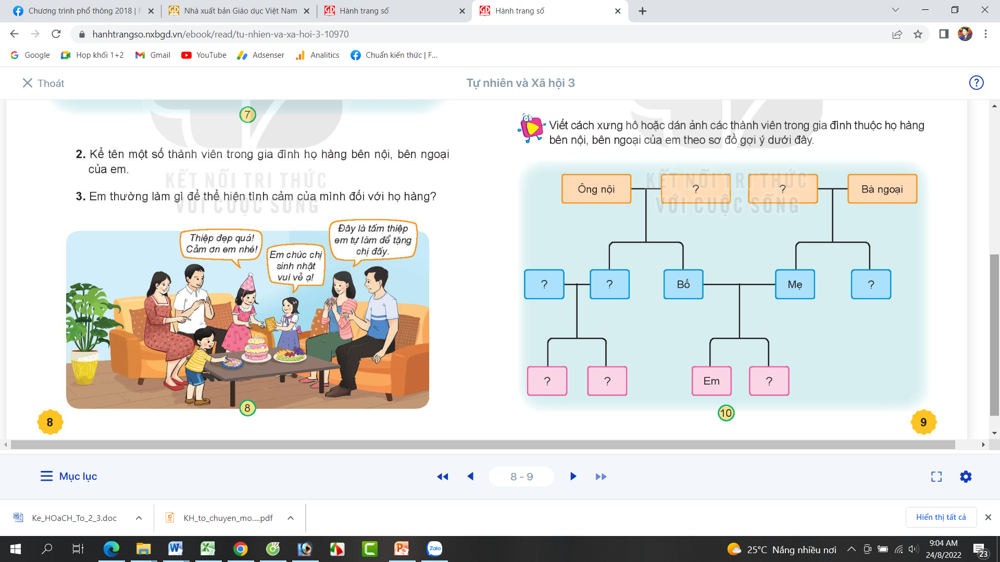 Chương trình phổ thông 2018 | F
Nhà xuất bản Giáo dục Việt Nam
Hành trang số
Hành trang số
hanhtrangso.nxbgd.vn/ebook/read/tu-nhien-va-xa-hoi-3-10970
Google
Họp khối 1+2
Gmail
YouTube
Adsenser
Analitics
Chuẩn kiến thức | F...
Thoát
Tự nhiên và Xã hội 3
7
2. Kể tên một số thành viên trong gia đình họ hàng bên nội, bên ngoại
của em.
KẾT NỐI TRI THỨC
VỚI CUỘC SỐNG
3. Em thường làm gì để thể hiện tình cảm của mình đối với họ hàng?
Thiệp đẹp quá!
Cảm ơn em nhé!
Em chúc chị
sinh nhật
vui vẻ ạ!
Đây là tấm thiệp
em tự làm để tặng
chị đấy.
8
8
Viết cách xưng hô hoặc dán ảnh các thành viên trong gia đình thuộc họ hàng
bên nội, bên ngoại của em theo sơ đồ gợi ý dưới đây.
KẾT NỐI TRI THỨC
VỚI CUỘC SỐNG
Ông nội
?
?
Bà ngoại
?
?
Bố
Mẹ
?
?
?
Em
?
10
9
Mục lục
8 - 9
Ke_HOaCH_To_2_3.doc
KH_to_chuyen_mo....pdf
Hiển thị tất cả
Zalo
25°C Nắng nhiều nơi
9:04 AM
24/8/2022
23